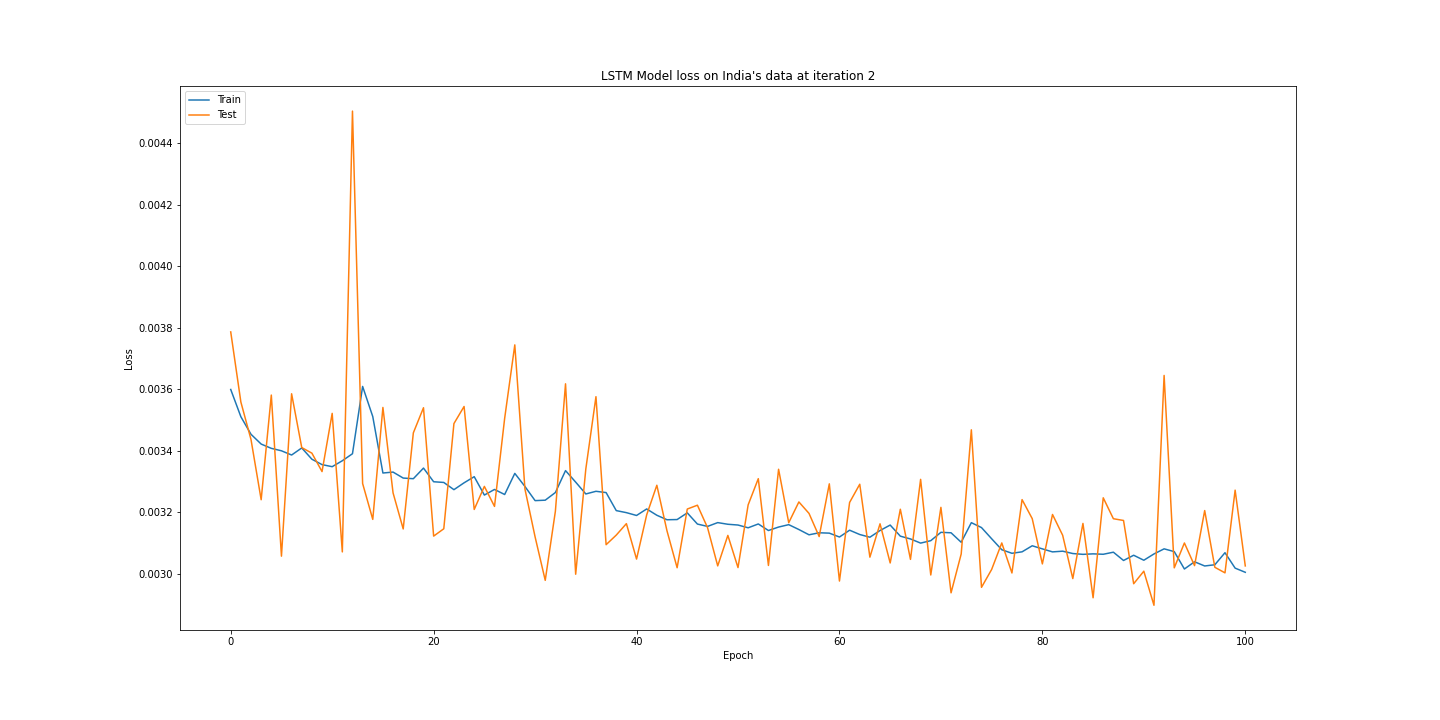 LSTM Model loss on India's data at iteration 2
Train
Test
0.0044
0.0042
0.0040
0.0038
0.0036
0.0034
0.0032
0.0030
Loss
0 20 40 60 80 100
Epoch